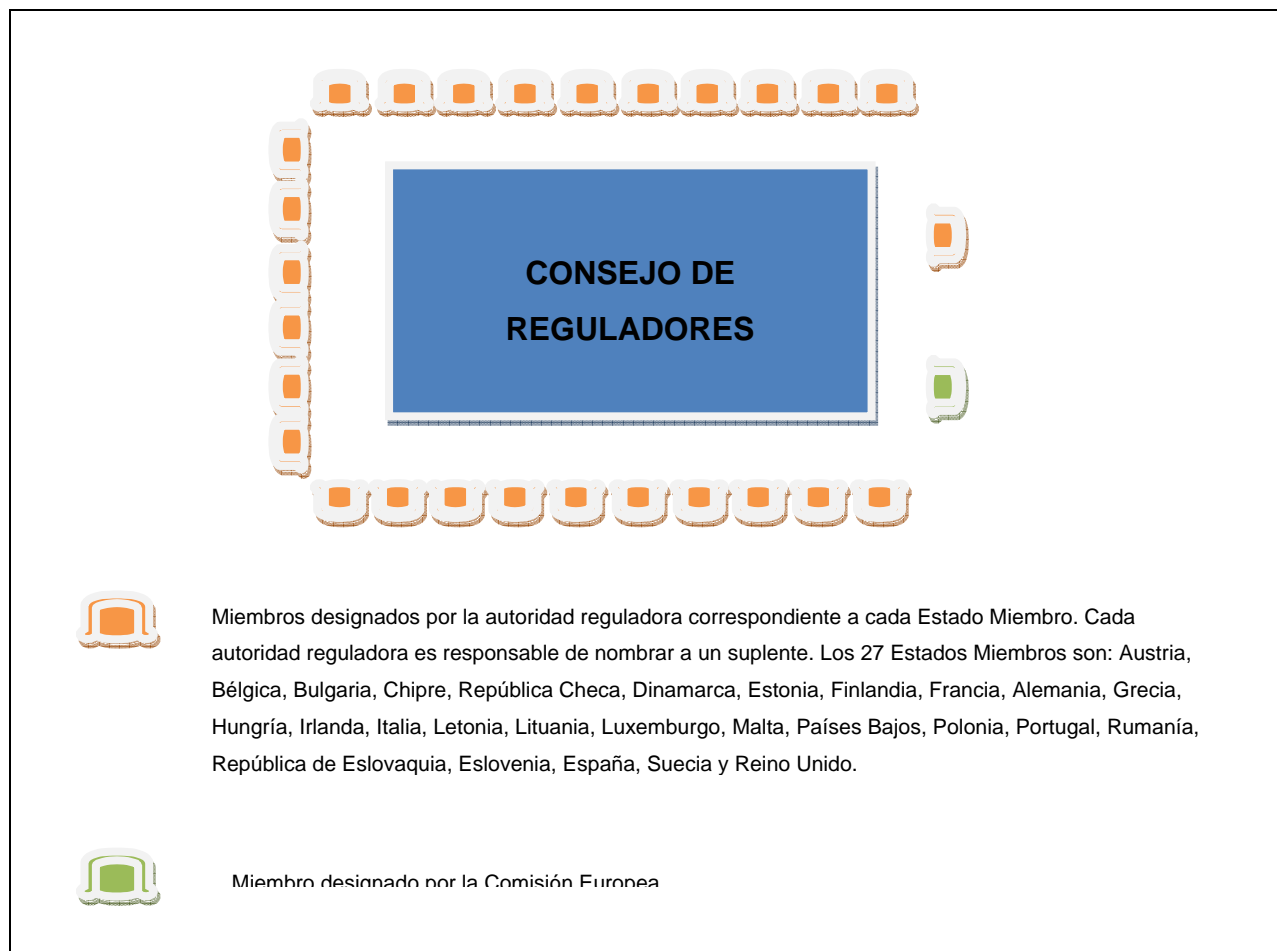 CONSEJO DE
REGULADORES
Miembros designados por la autoridad reguladora correspondiente a cada Estado Miembro. Cada
autoridad reguladora es responsable de nombrar a un suplente. Los 27 Estados Miembros son: Austria,
Bélgica, Bulgaria, Chipre, República Checa, Dinamarca, Estonia, Finlandia, Francia, Alemania, Grecia,
Hungría, Irlanda, Italia, Letonia, Lituania, Luxemburgo, Malta, Países Bajos, Polonia, Portugal, Rumanía,
República de Eslovaquia, Eslovenia, España, Suecia y Reino Unido.
Miembro designado por la Comisión Europea